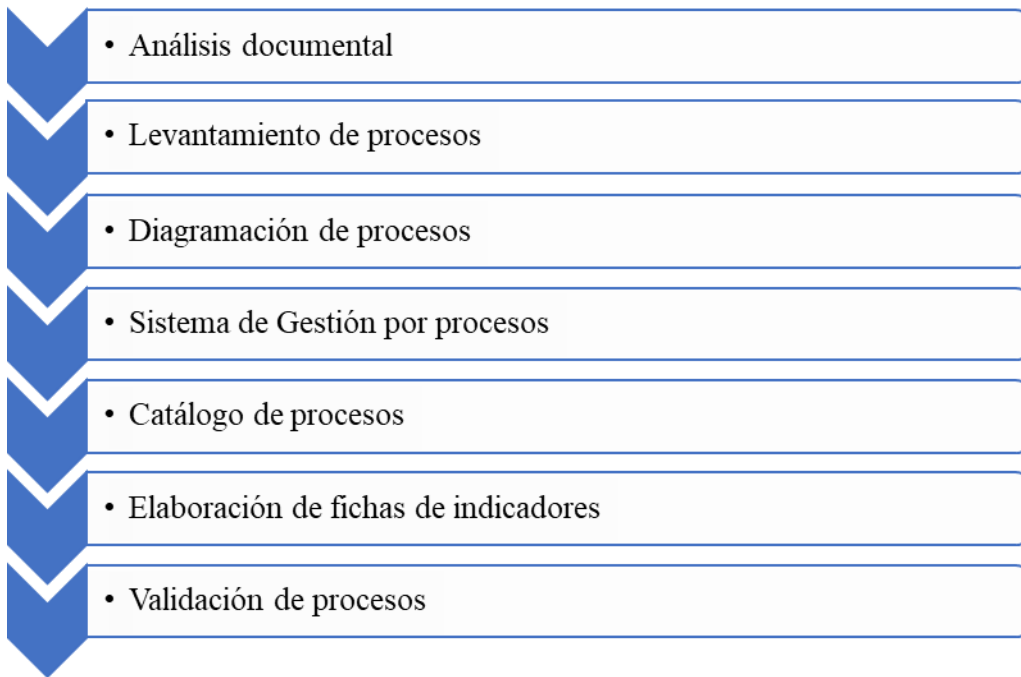 • Análisis documental
• Levantamiento de procesos
• Diagramación de procesos
• Sistema de Gestión por procesos
• Catálogo de procesos
• Elaboración de fichas de indicadores
• Validación de procesos